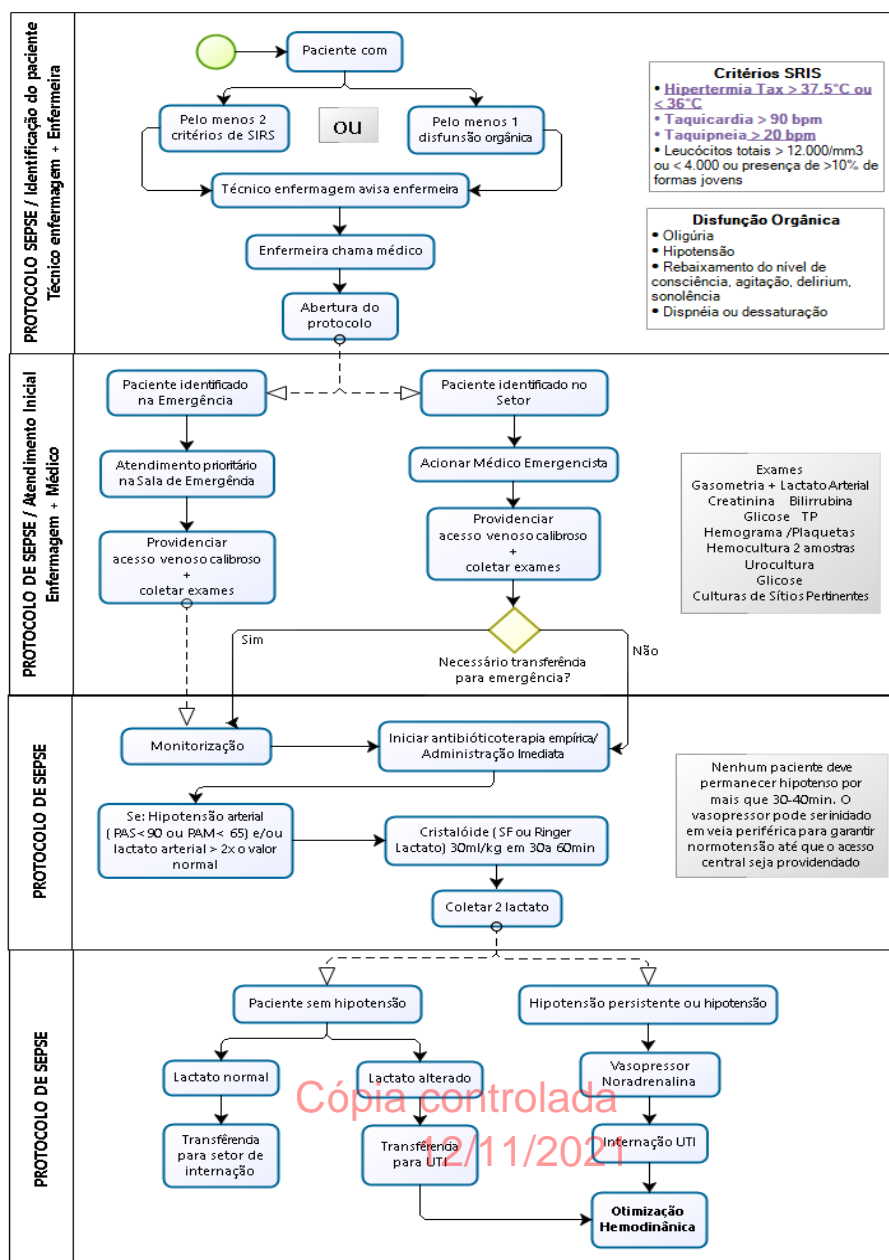 PROTOCOLO SEPSE / Identificação do paciente
Técnico enfermagem + Enfermeira
Paciente com
Pelo menos 2
critérios de SIRS
ou
Pelo menos 1
disfunsão orgânica
Técnico enfermagem avisa enfermeira
Enfermeira chama médico
Abertura do
protocolo
Critérios SRIS
• Hipertermia Tax > 37.5°C ou
< 36°C
• Taquicardia > 90 bpm
• Taquipneia > 20 bpm
• Leucócitos totais > 12.000/mm3
ou < 4.000 ou presença de >10% de
formas jovens
Disfunção Orgânica
• Oligúria
• Hipotensão
• Rebaixamento do nível de
consciência, agitação, delirium,
sonolência
• Dispnéia ou dessaturação
PROTOCOLO DE SEPSE / Atendimento Inicial
Enfermagem + Médico
Paciente identificado
na Emergência
Paciente identificado no
Setor
Atendimento prioritário
na Sala de Emergência
Acionar Médico Emergencista
Providenciar
acesso venoso calibroso
+
coletar exames
Providenciar
acesso venoso calibroso
+
coletar exames
Sim
Não
Necessário transferência
para emergência?
Exames
Gasometria + Lactato Arterial
Creatinina Bilirrubina
Glicose TP
Hemograma /Plaquetas
Hemocultura 2 amostras
Urocultura
Glicose
Culturas de Sítios Pertinentes
PROTOCOLO DE SEPSE
Monitorização
Iniciar antibióticoterapia empírica/
Administração Imediata
Se: Hipotensão arterial
( PAS<90 ou PAM< 65) e/ou
lactato arterial > 2x o valor
normal
Cristalóide ( SF ou Ringer
Lactato) 30ml/kg em 30a 60min
Coletar 2 lactato
Nenhum paciente deve
permanecer hipotenso por
mais que 30-40min. O
vasopressor pode ser iniciado
em veia periférica para garantir
normotensão até que o acesso
central seja providenciado
PROTOCOLO DE SEPSE
Paciente sem hipotensão
Hipotensão persistente ou hipotensão
Lactato normal
Lactato alterado
Vasopressor
Noradrenalina
Transfêrencia
para setor de
internação
Transfêrencia
para UTI
Internação UTI
Otimização
Hemodinânica
Cópia controlada
12/11/2021